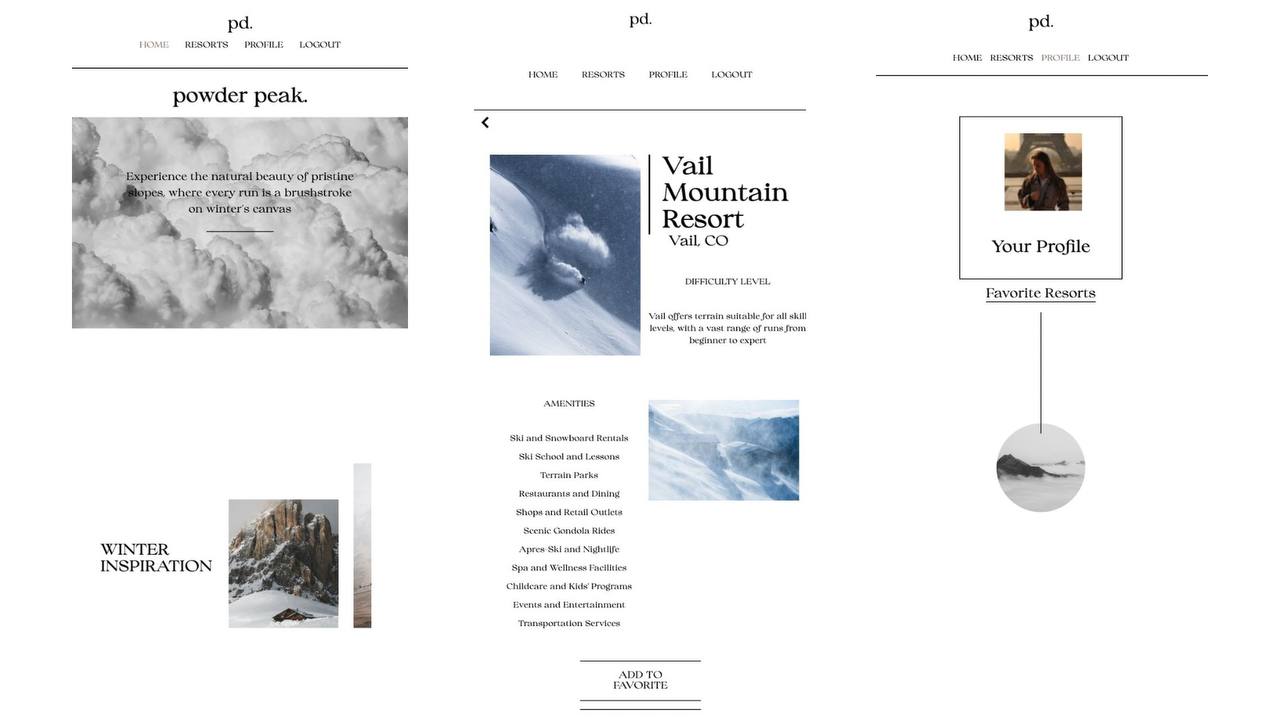 pd.
HOME RESORTS PROFILE LOGOUT
powder peak.
Experience the natural beauty of pristine
slopes, where every run is a brushstroke
on winter's canvas
WINTER
INSPIRATION
pd.
HOME RESORTS PROFILE LOGOUT
Vail
Mountain
Resort
Vail, CO
DIFFICULTY LEVEL
Vail offers terrain suitable for all skill
levels, with a vast range of runs from
beginner to expert
AMENITIES
Ski and Snowboard Rentals
Ski School and Lessons
Terrain Parks
Restaurants and Dining
Shops and Retail Outlets
Scenic Gondola Rides
Apres-Ski and Nightlife
Spa and Wellness Facilities
Childcare and Kids' Programs
Events and Entertainment
Transportation Services
ADD TO
FAVORITE
pd.
HOME RESORTS PROFILE LOGOUT
Your Profile
Favorite Resorts